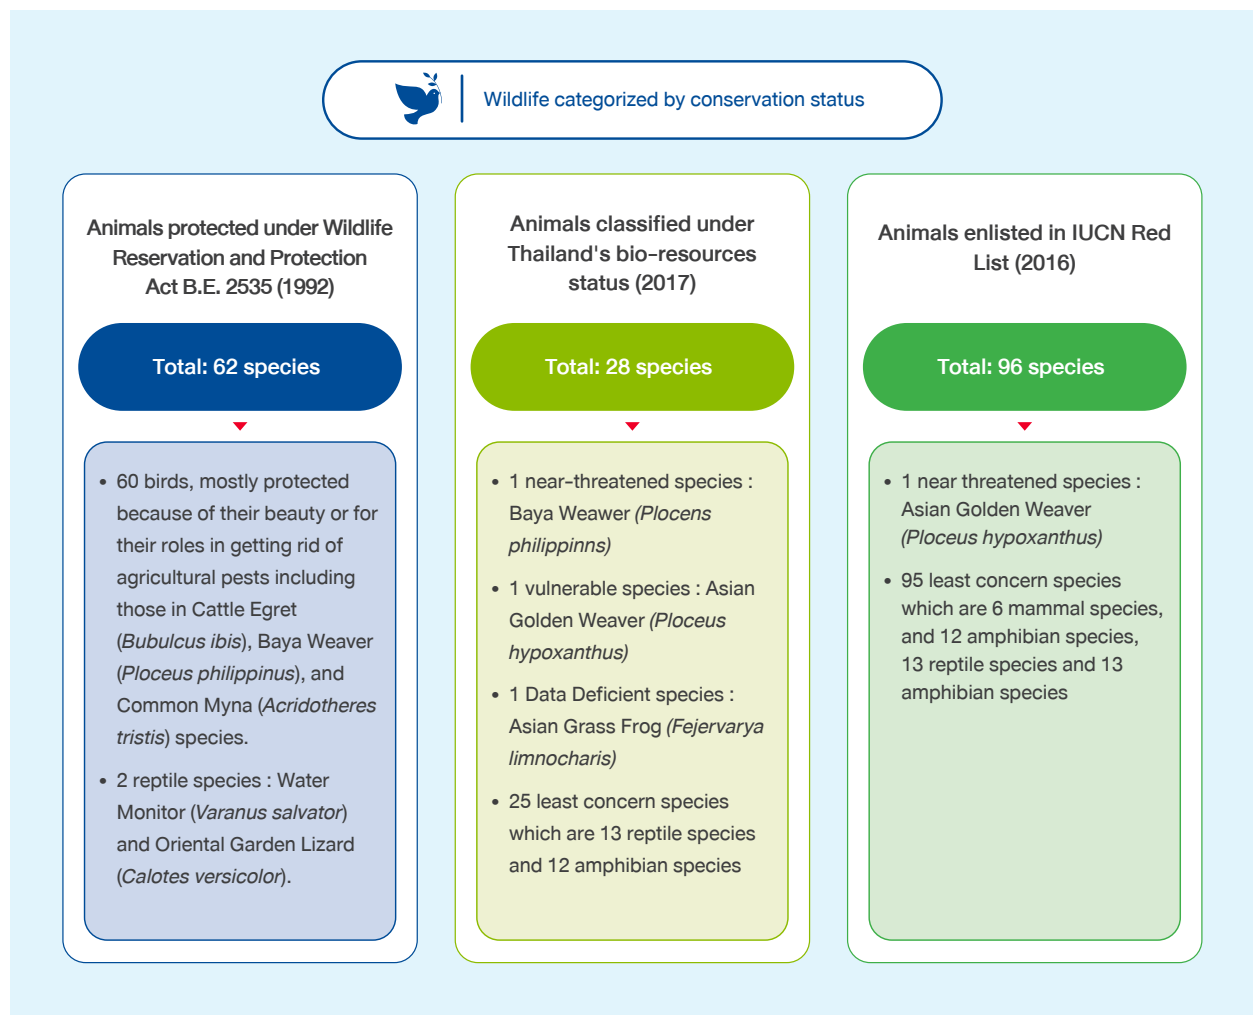 Wildlife categorized by conservation status
Animals protected under Wildlife
Reservation and Protection
Act B.E. 2535 (1992)
Total: 62 species
• 60 birds, mostly protected
because of their beauty or for
their roles in getting rid of
agricultural pests including
those in Cattle Egret
(Bubulcus ibis), Baya Weaver
(Ploceus philippinus), and
Common Myna (Acridotheres
tristis) species.
• 2 reptile species : Water
Monitor (Varanus salvator)
and Oriental Garden Lizard
(Calotes versicolor).
Animals classified under
Thailand's bio-resources
status (2017)
Total: 28 species
• 1 near-threatened species :
Baya Weawer (Plocens
philippinns)
• 1 vulnerable species : Asian
Golden Weaver (Ploceus
hypoxanthus)
• 1 Data Deficient species :
Asian Grass Frog (Fejervarya
limnocharis)
• 25 least concern species
which are 13 reptile species
and 12 amphibian species
Animals enlisted in IUCN Red
List (2016)
Total: 96 species
• 1 near threatened species :
Asian Golden Weaver
(Ploceus hypoxanthus)
• 95 least concern species
which are 6 mammal species,
and 12 amphibian species,
13 reptile species and 13
amphibian species